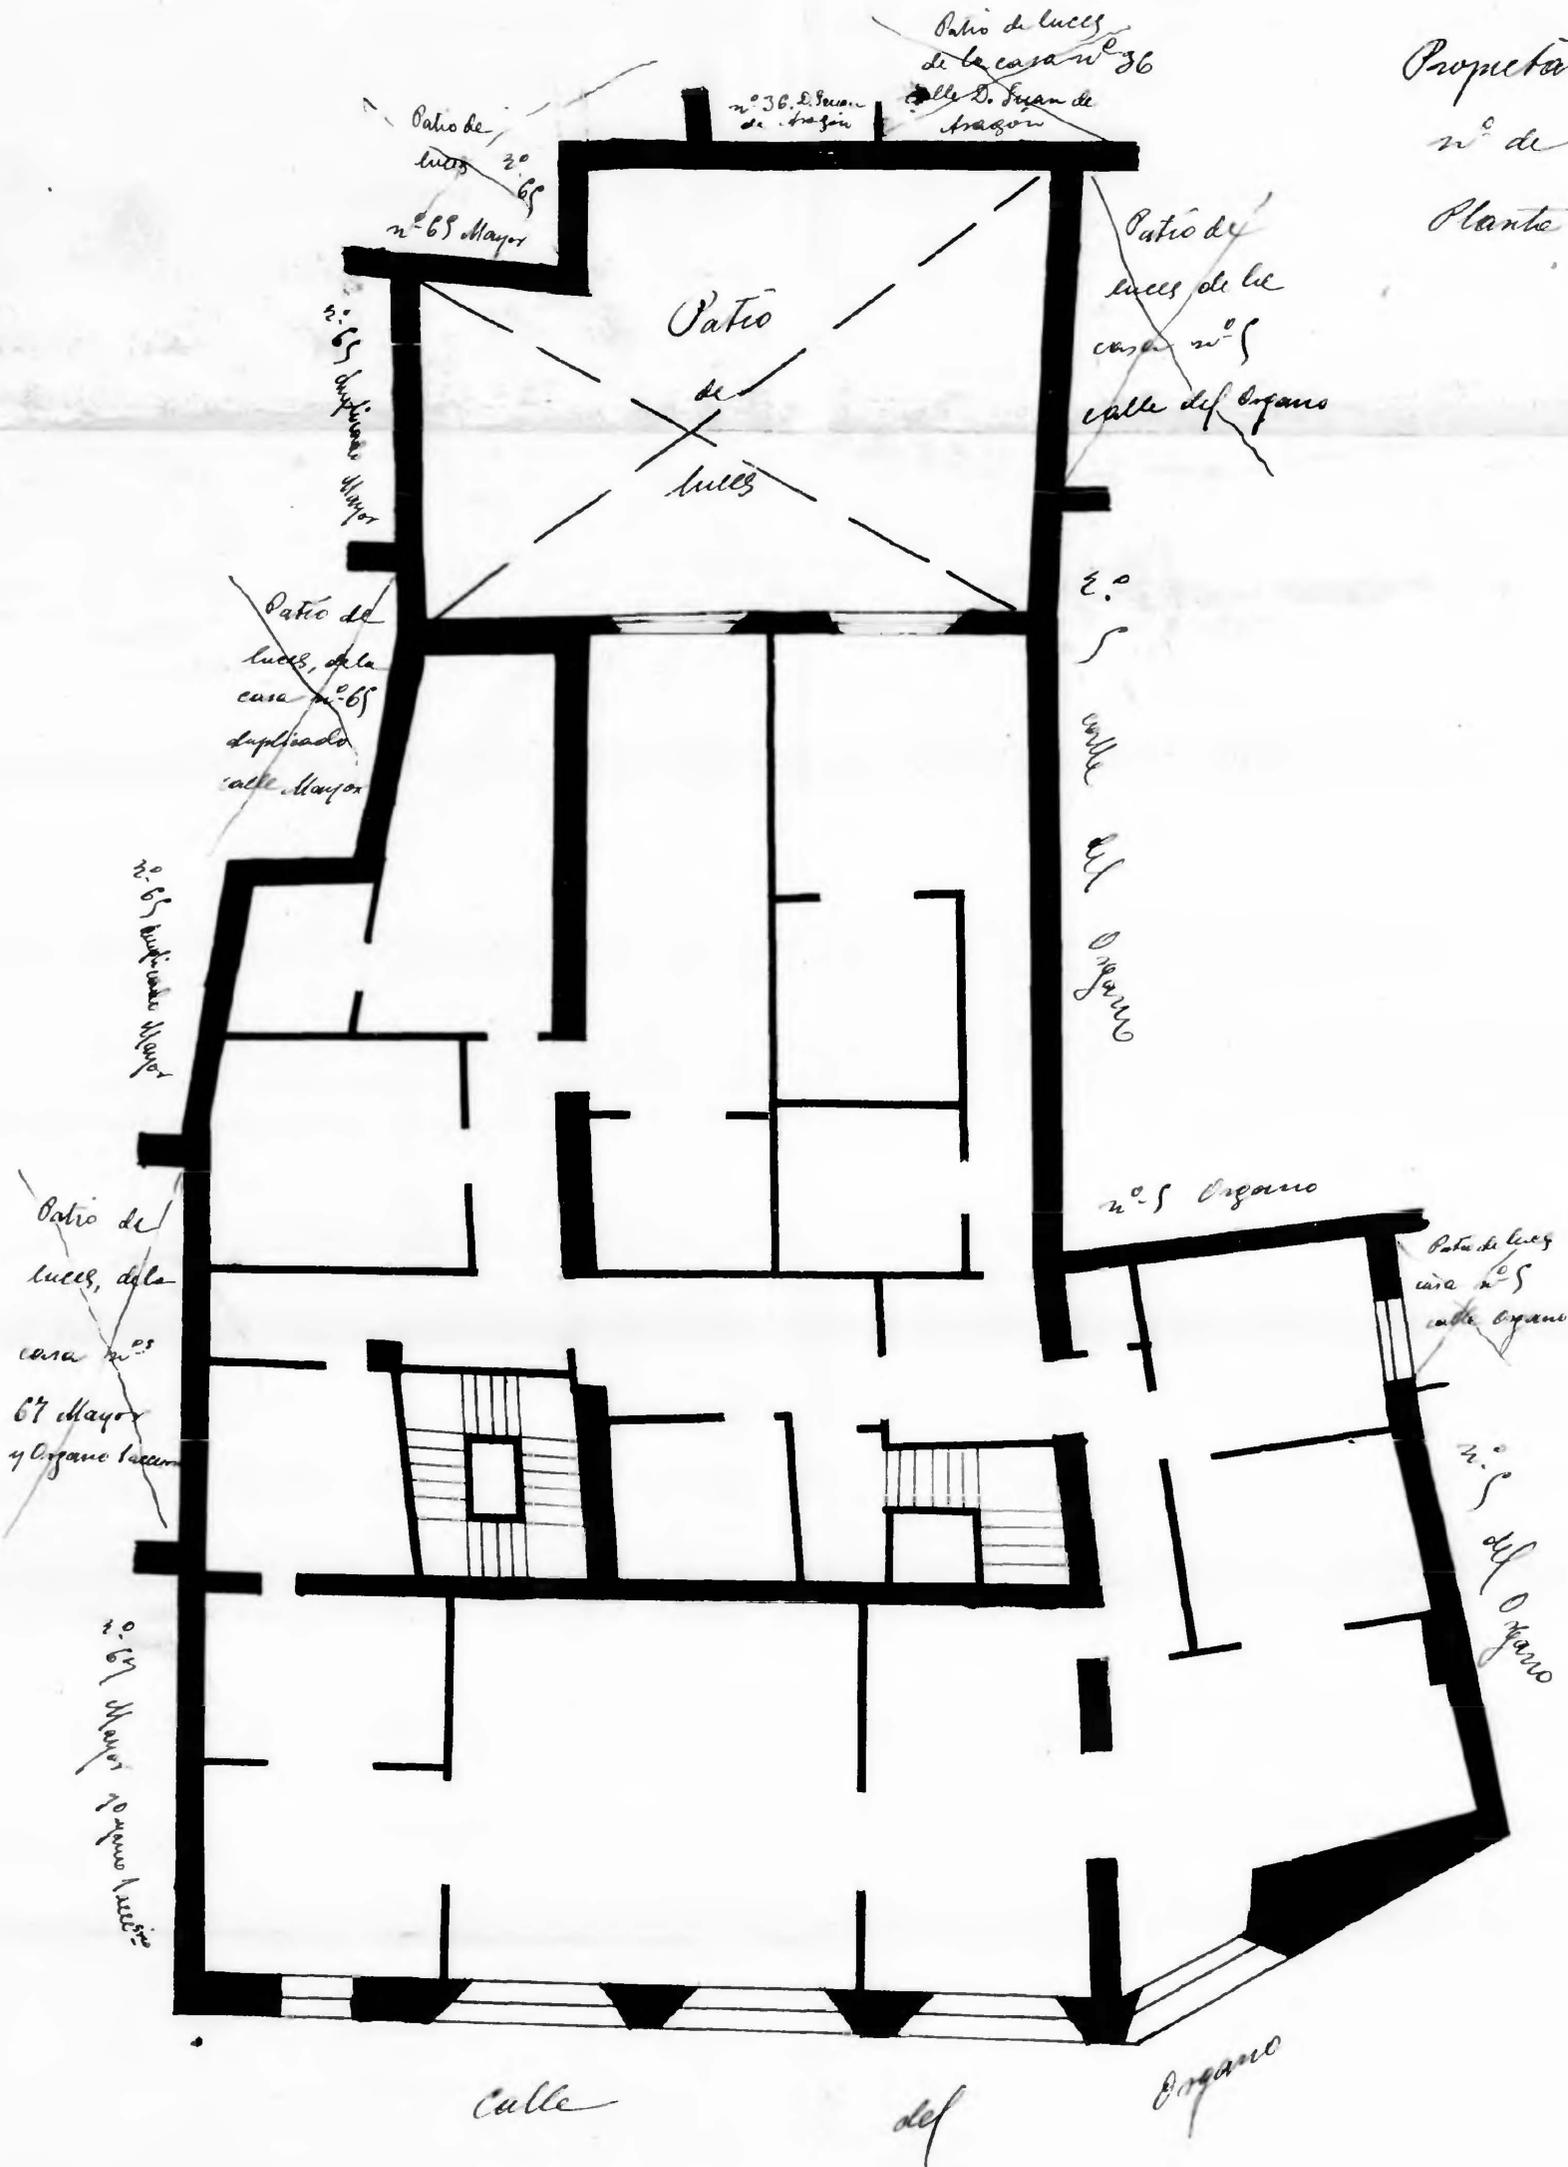 Patio de luces
de la casa nº 36
calle D. Juan de
Aragón
nº 36. D. Juan
de Aragón
Propieta
nº de
Planta
Patio de
luces nº
65
nº 65 Mayor
Patio de
luces de la
casa nº 5
calle del Organo
Patio
de
luces
nº 65 duplicado Mayor
Patio de
luces, de la
casa nº 65
duplicado
calle Mayor
nº 5 calle del Organo
nº 65 duplicado Mayor
nº 5 Organo
Patio de luces
casa nº 5
calle Organo
Patio de
luces, de la
casa nºs
67 Mayor
y Organo
nº 5 del Organo
nº 67 Mayor y Organo
Calle del Organo